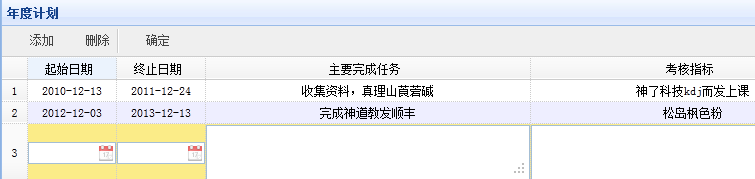 年度计划
添加 删除 确定
起始日期 终止日期 主要完成任务 考核指标
1 2010-12-13 2011-12-24 收集资料，真理山茛菪碱 神了科技kdj而发上课
2 2012-12-03 2013-12-13 完成神道教发顺丰 松岛枫色粉
3